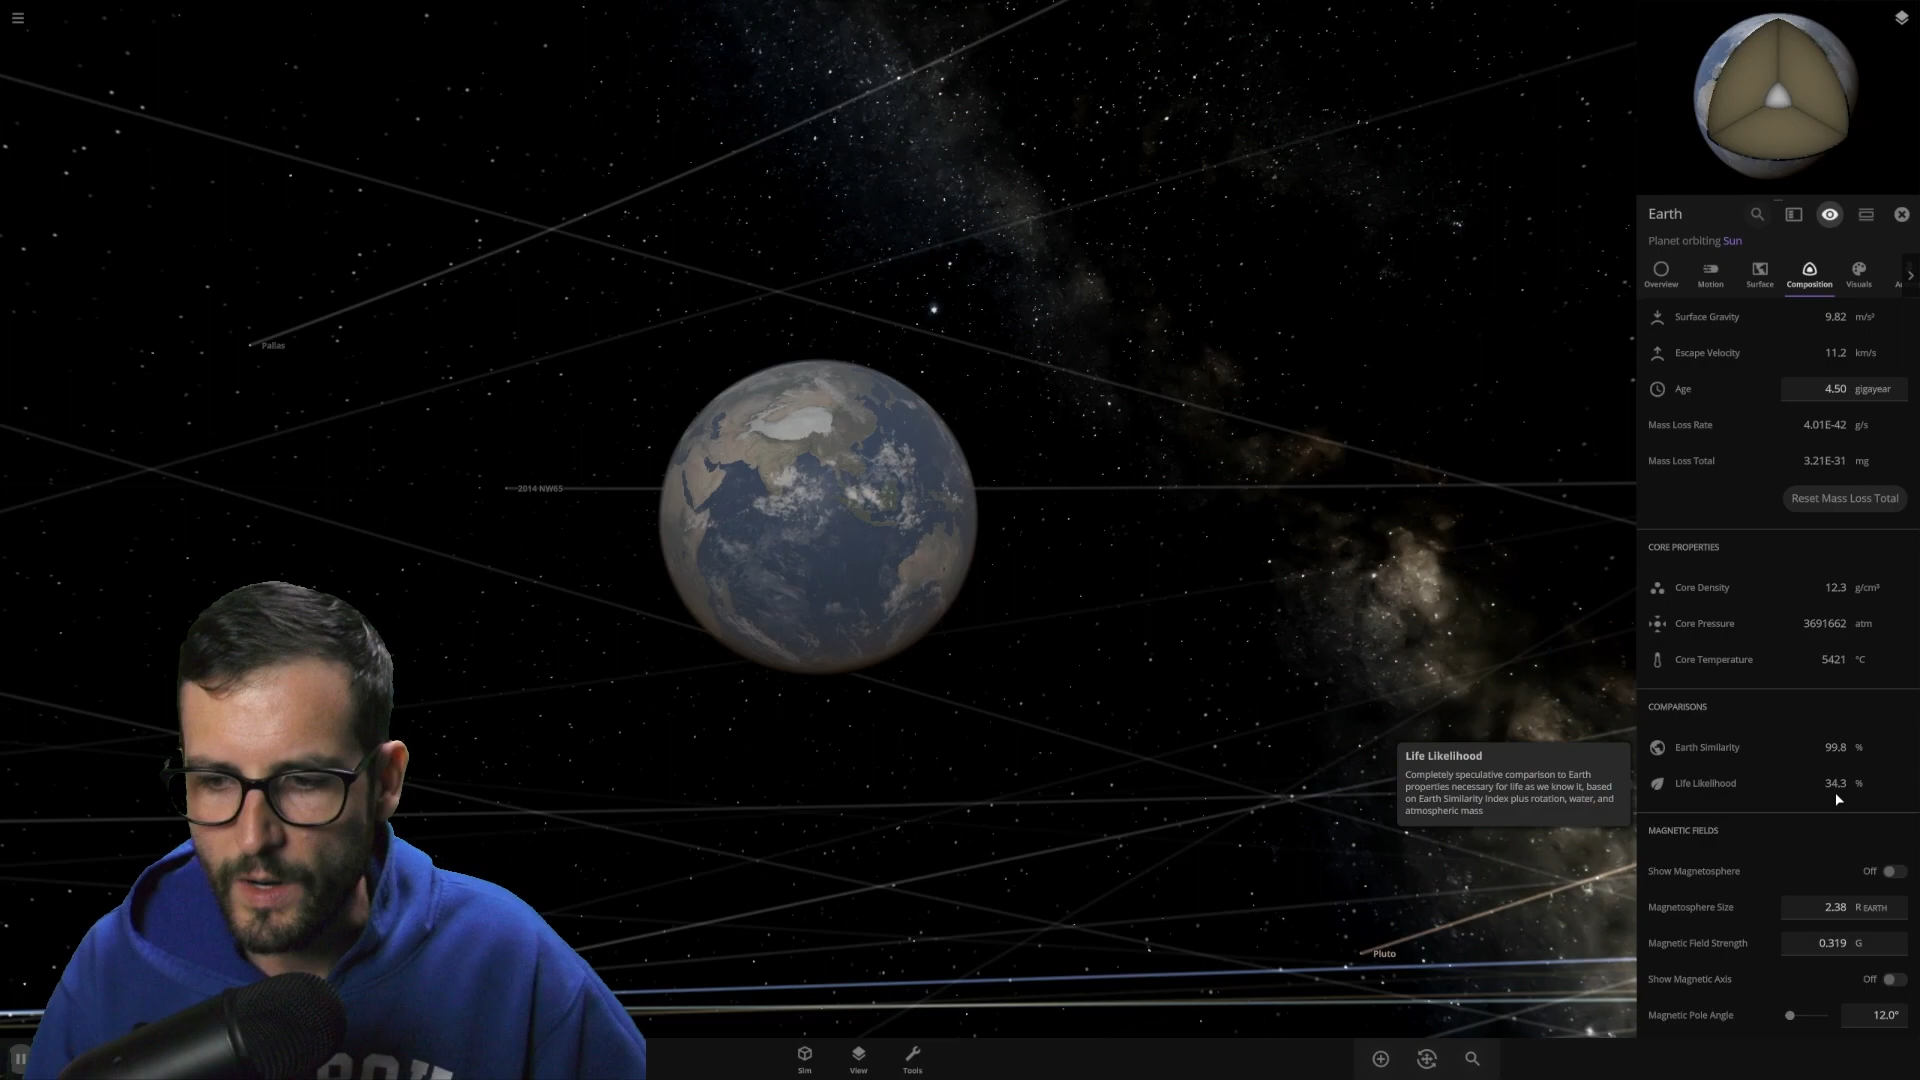 Earth
Planet orbiting Sun
Overview
Motion
Surface
Composition
Visuals
Surface Gravity 9.82 m/s²
Escape Velocity 11.2 km/s
Age 4.50 gigayear
Mass Loss Rate 4.01E-42 g/s
Mass Loss Total 3.21E-31 mg
Reset Mass Loss Total
CORE PROPERTIES
Core Density 12.3 g/cm³
Core Pressure 3691662 atm
Core Temperature 5421 °C
COMPARISONS
Earth Similarity 99.8 %
Life Likelihood 34.3 %
MAGNETIC FIELDS
Show Magnetosphere Off
Magnetosphere Size 2.38 R EARTH
Magnetic Field Strength 0.319 G
Show Magnetic Axis Off
Magnetic Pole Angle 12.0°
Life Likelihood
Completely speculative comparison to Earth
properties necessary for life as we know it, based
on Earth Similarity Index plus rotation, water, and
atmospheric mass
Pallas
2014 NW65
Pluto
Sim
View
Tools